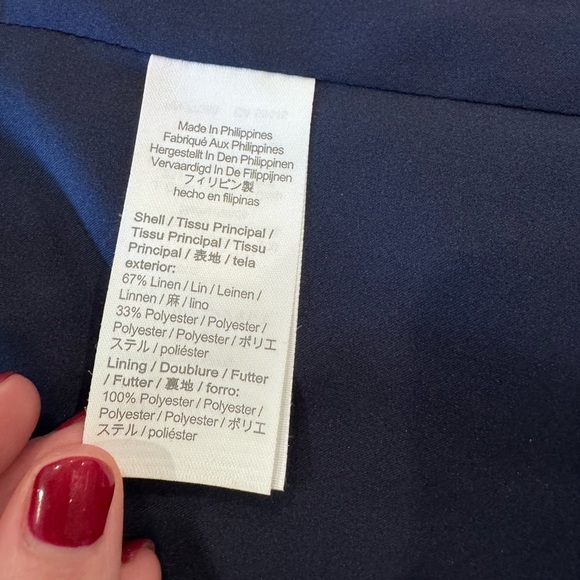 Made In Philippines
Fabriqué Aux Philippines
Hergestellt In Den Philippinen
Vervaardigd In De Filippijnen
フィリピン製
hecho en filipinas
Shell / Tissu Principal /
Tissu Principal / Tissu
Principal / 表地 / tela
exterior:
67% Linen / Lin / Leinen /
Linnen / 麻 / lino
33% Polyester / Polyester /
Polyester / Polyester / ポリエ
ステル / poliéster
Lining / Doublure / Futter
/ Futter / 裏地 / forro:
100% Polyester / Polyester /
Polyester / Polyester / ポリエ
ステル / poliéster